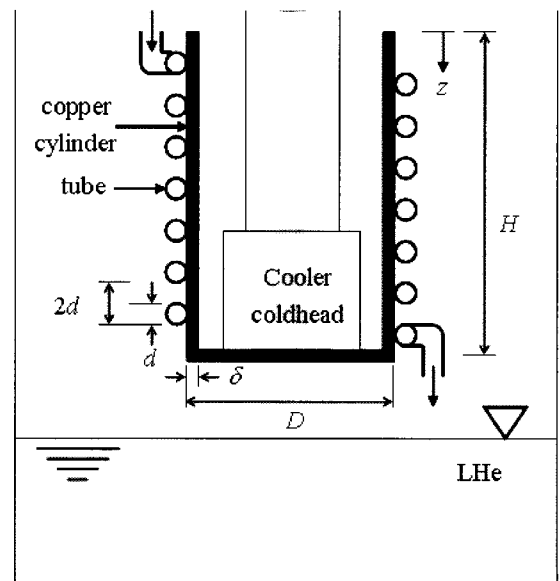 z
copper
cylinder
H
tube
Cooler
coldhead
2d
d
δ
D
LHe